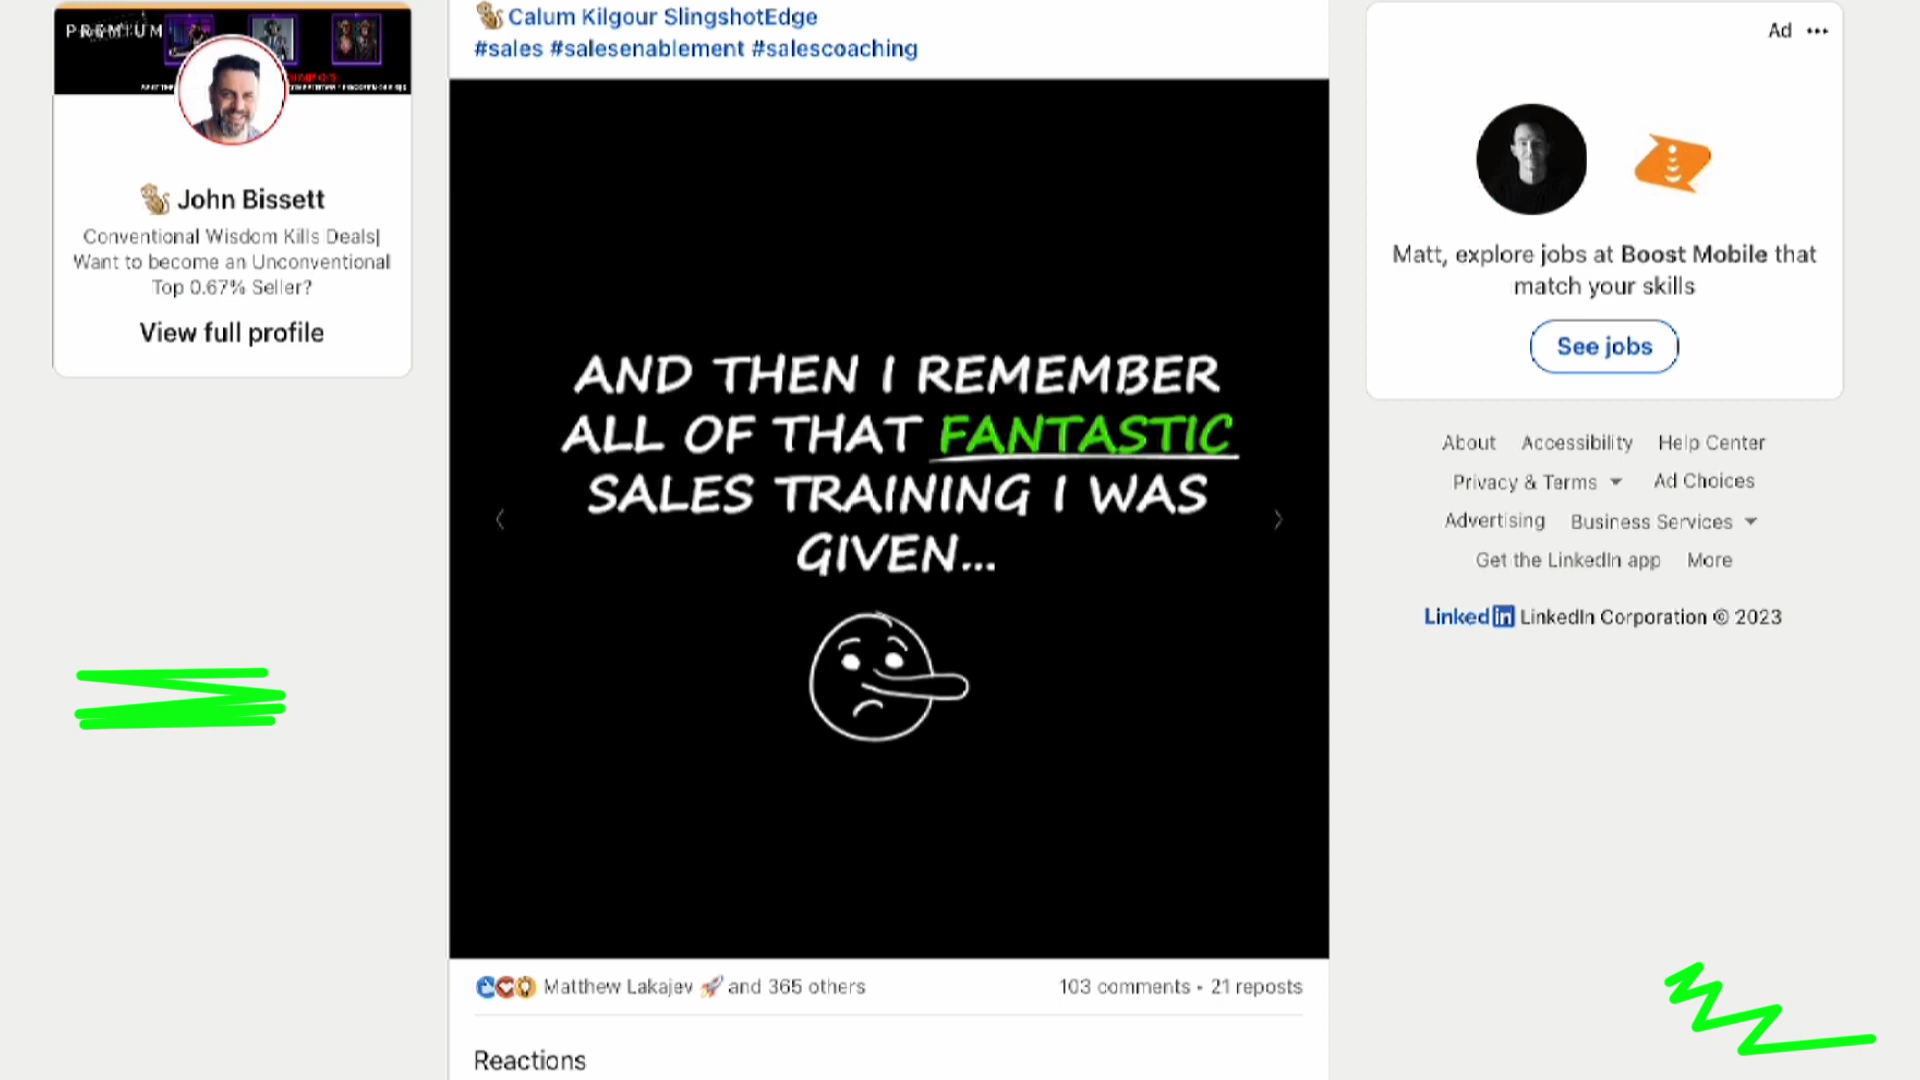 PREMIUM
John Bissett
Conventional Wisdom Kills Deals|
Want to become an Unconventional
Top 0.67% Seller?
View full profile
Calum Kilgour SlingshotEdge
#sales #salesenablement #salescoaching
AND THEN I REMEMBER
ALL OF THAT FANTASTIC
SALES TRAINING I WAS
GIVEN...
Matthew Lakajev 🚀 and 365 others
103 comments • 21 reposts
Reactions
Ad
Matt, explore jobs at Boost Mobile that
match your skills
See jobs
About Accessibility Help Center
Privacy & Terms Ad Choices
Advertising Business Services
Get the LinkedIn app More
LinkedIn LinkedIn Corporation © 2023